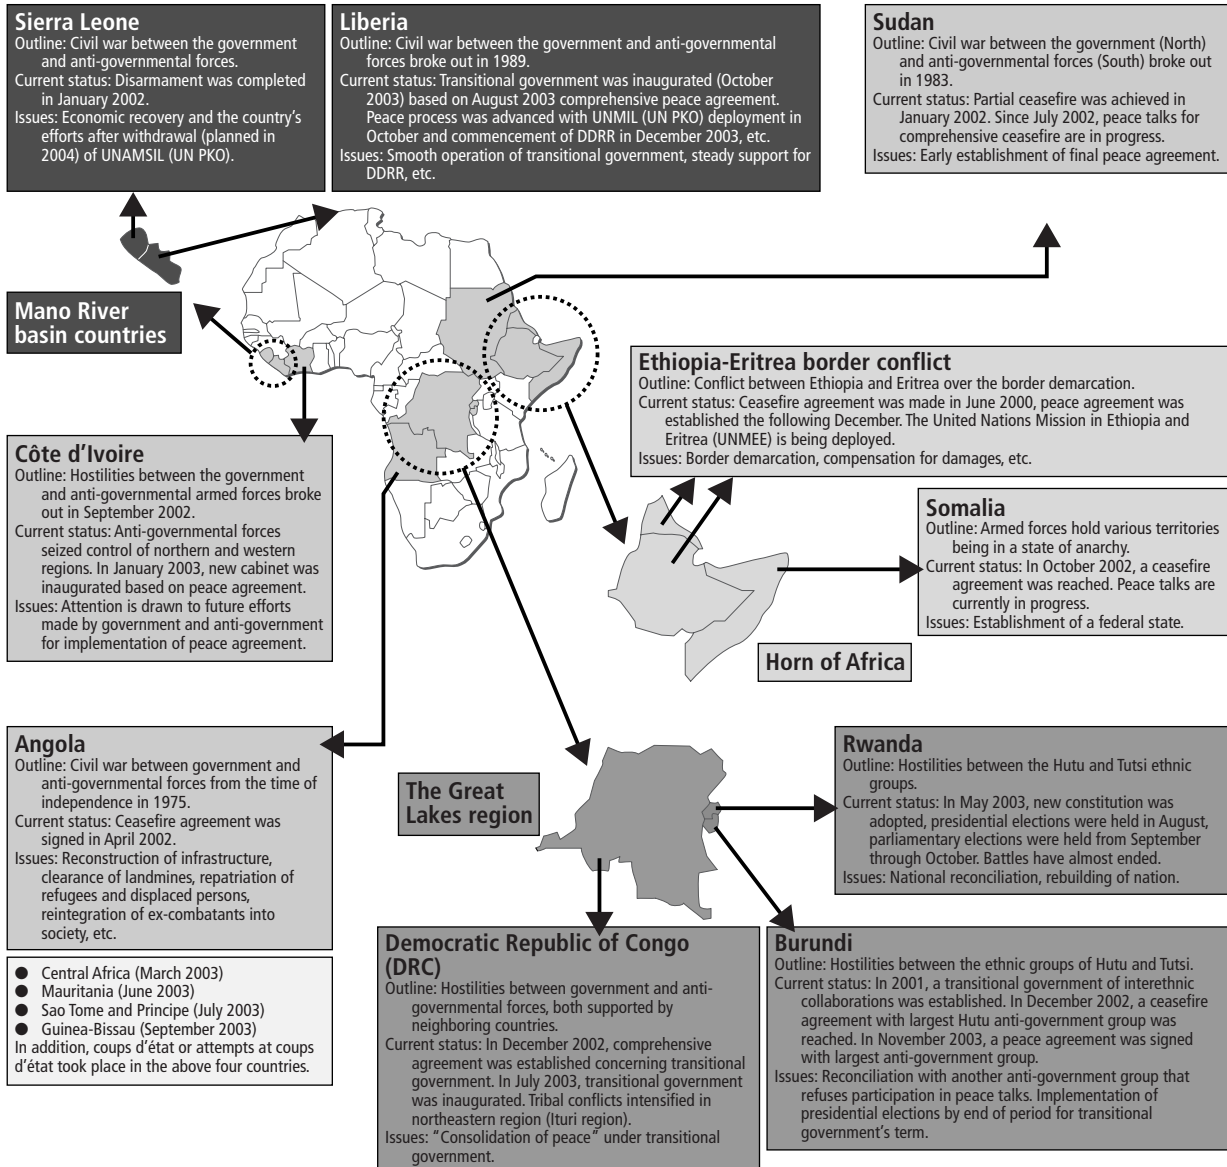 Sierra Leone
Outline: Civil war between the government
and anti-governmental forces.
Current status: Disarmament was completed
in January 2002.
Issues: Economic recovery and the country's
efforts after withdrawal (planned in
2004) of UNAMSIL (UN PKO).
Liberia
Outline: Civil war between the government and anti-governmental
forces broke out in 1989.
Current status: Transitional government was inaugurated (October
2003) based on August 2003 comprehensive peace agreement.
Peace process was advanced with UNMIL (UN PKO) deployment in
October and commencement of DDRR in December 2003, etc.
Issues: Smooth operation of transitional government, steady support for
DDRR, etc.
Sudan
Outline: Civil war between the government (North)
and anti-governmental forces (South) broke out
in 1983.
Current status: Partial ceasefire was achieved in
January 2002. Since July 2002, peace talks for
comprehensive ceasefire are in progress.
Issues: Early establishment of final peace agreement.
Mano River
basin countries
Ethiopia-Eritrea border conflict
Outline: Conflict between Ethiopia and Eritrea over the border demarcation.
Current status: Ceasefire agreement was made in June 2000, peace agreement was
established the following December. The United Nations Mission in Ethiopia and
Eritrea (UNMEE) is being deployed.
Issues: Border demarcation, compensation for damages, etc.
Côte d'Ivoire
Outline: Hostilities between the government
and anti-governmental armed forces broke
out in September 2002.
Current status: Anti-governmental forces
seized control of northern and western
regions. In January 2003, new cabinet was
inaugurated based on peace agreement.
Issues: Attention is drawn to future efforts
made by government and anti-government
for implementation of peace agreement.
Somalia
Outline: Armed forces hold various territories
being in a state of anarchy.
Current status: In October 2002, a ceasefire
agreement was reached. Peace talks are
currently in progress.
Issues: Establishment of a federal state.
Horn of Africa
Angola
Outline: Civil war between government and
anti-governmental forces from the time of
independence in 1975.
Current status: Ceasefire agreement was
signed in April 2002.
Issues: Reconstruction of infrastructure,
clearance of landmines, repatriation of
refugees and displaced persons,
reintegration of ex-combatants into
society, etc.
The Great
Lakes region
Rwanda
Outline: Hostilities between the Hutu and Tutsi ethnic
groups.
Current status: In May 2003, new constitution was
adopted, presidential elections were held in August,
parliamentary elections were held from September
through October. Battles have almost ended.
Issues: National reconciliation, rebuilding of nation.
● Central Africa (March 2003)
● Mauritania (June 2003)
● Sao Tome and Principe (July 2003)
● Guinea-Bissau (September 2003)
In addition, coups d'état or attempts at coups
d'état took place in the above four countries.
Democratic Republic of Congo
(DRC)
Outline: Hostilities between government and anti-
governmental forces, both supported by
neighboring countries.
Current status: In December 2002, comprehensive
agreement was established concerning transitional
government. In July 2003, transitional government
was inaugurated. Tribal conflicts intensified in
northeastern region (Ituri region).
Issues: "Consolidation of peace" under transitional
government.
Burundi
Outline: Hostilities between the ethnic groups of Hutu and Tutsi.
Current status: In 2001, a transitional government of interethnic
collaborations was established. In December 2002, a ceasefire
agreement with largest Hutu anti-government group was
reached. In November 2003, a peace agreement was signed
with largest anti-government group.
Issues: Reconciliation with another anti-government group that
refuses participation in peace talks. Implementation of
presidential elections by end of period for transitional
government's term.